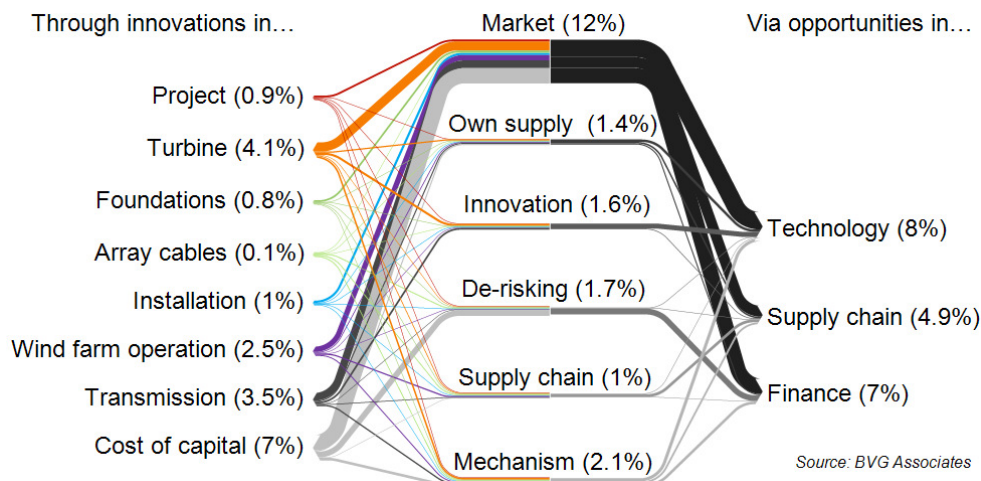 Through innovations in…
Market (12%)
Via opportunities in…
Project (0.9%)
Turbine (4.1%)
Foundations (0.8%)
Array cables (0.1%)
Installation (1%)
Wind farm operation (2.5%)
Transmission (3.5%)
Cost of capital (7%)
Own supply (1.4%)
Innovation (1.6%)
De-risking (1.7%)
Supply chain (1%)
Mechanism (2.1%)
Technology (8%)
Supply chain (4.9%)
Finance (7%)
Source: BVG Associates